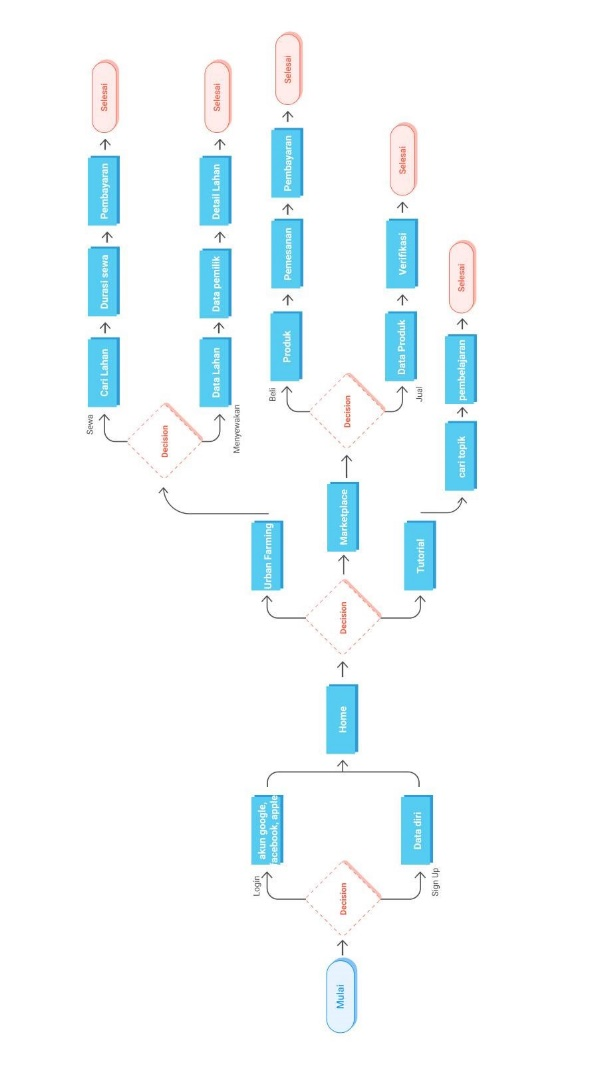 Mulai
Decision
Login
akun google,
facebook, apple
Sign Up
Data diri
Home
Decision
Urban Farming
Decision
Sewa
Cari Lahan
Durasi sewa
Pembayaran
Selesai
Menyewakan
Data Lahan
Data pemilik
Detail Lahan
Selesai
Marketplace
Decision
Beli
Produk
Pemesanan
Pembayaran
Selesai
Jual
Data Produk
Verifikasi
Selesai
Tutorial
cari topik
pembelajaran
Selesai